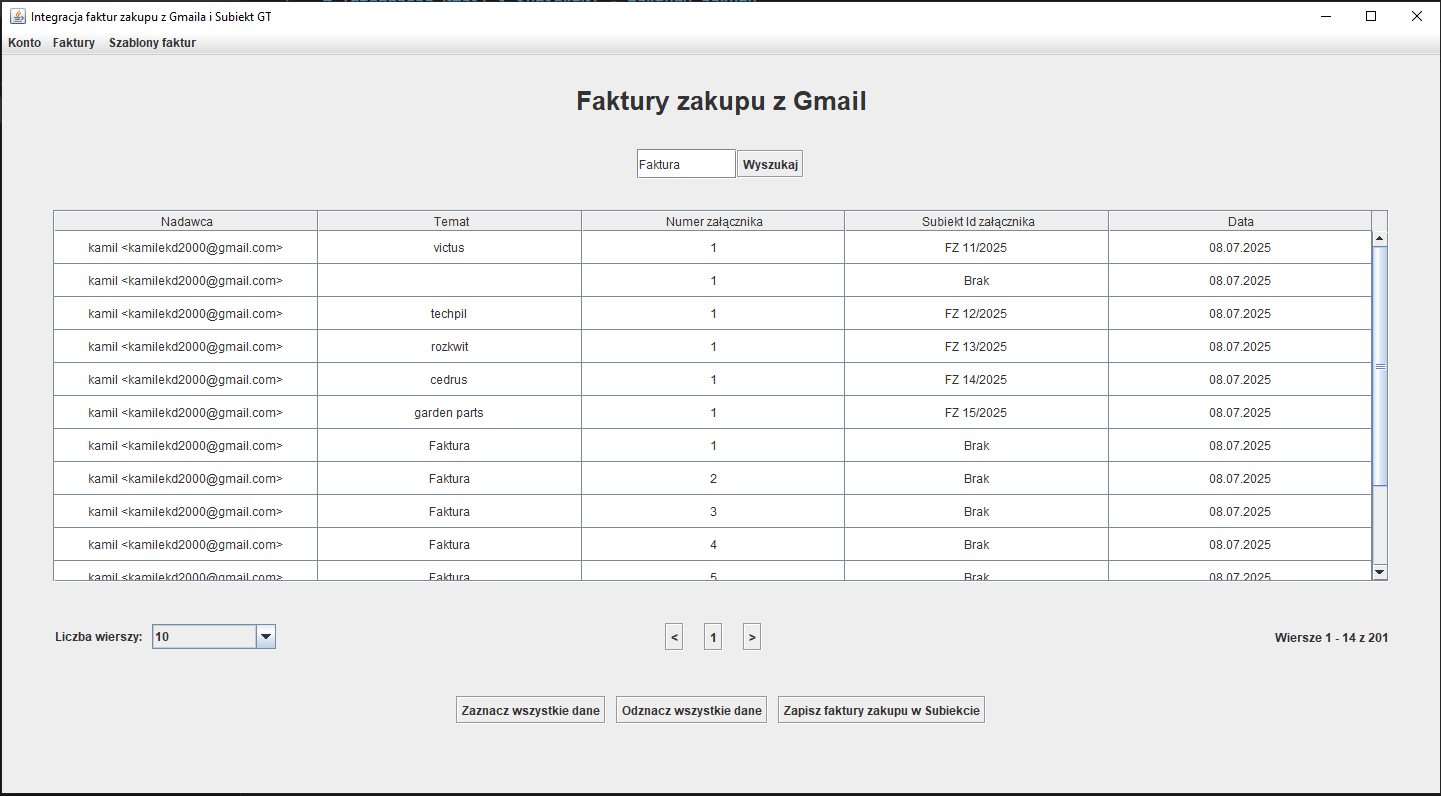 Integracja faktur zakupu z Gmaila i Subiekt GT
Konto Faktury Szablony faktur
Faktury zakupu z Gmail
Faktura Wyszukaj
Nadawca Temat Numer załącznika Subiekt Id załącznika Data
kamil <kamilekd2000@gmail.com> victus 1 FZ 11/2025 08.07.2025
kamil <kamilekd2000@gmail.com> 1 Brak 08.07.2025
kamil <kamilekd2000@gmail.com> techpil 1 FZ 12/2025 08.07.2025
kamil <kamilekd2000@gmail.com> rozkwit 1 FZ 13/2025 08.07.2025
kamil <kamilekd2000@gmail.com> cedrus 1 FZ 14/2025 08.07.2025
kamil <kamilekd2000@gmail.com> garden parts 1 FZ 15/2025 08.07.2025
kamil <kamilekd2000@gmail.com> Faktura 1 Brak 08.07.2025
kamil <kamilekd2000@gmail.com> Faktura 2 Brak 08.07.2025
kamil <kamilekd2000@gmail.com> Faktura 3 Brak 08.07.2025
kamil <kamilekd2000@gmail.com> Faktura 4 Brak 08.07.2025
kamil <kamilekd2000@gmail.com> Faktura 5 Brak 08.07.2025
Liczba wierszy: 10 < 1 > Wiersze 1 - 14 z 201
Zaznacz wszystkie dane Odznacz wszystkie dane Zapisz faktury zakupu w Subiekcie